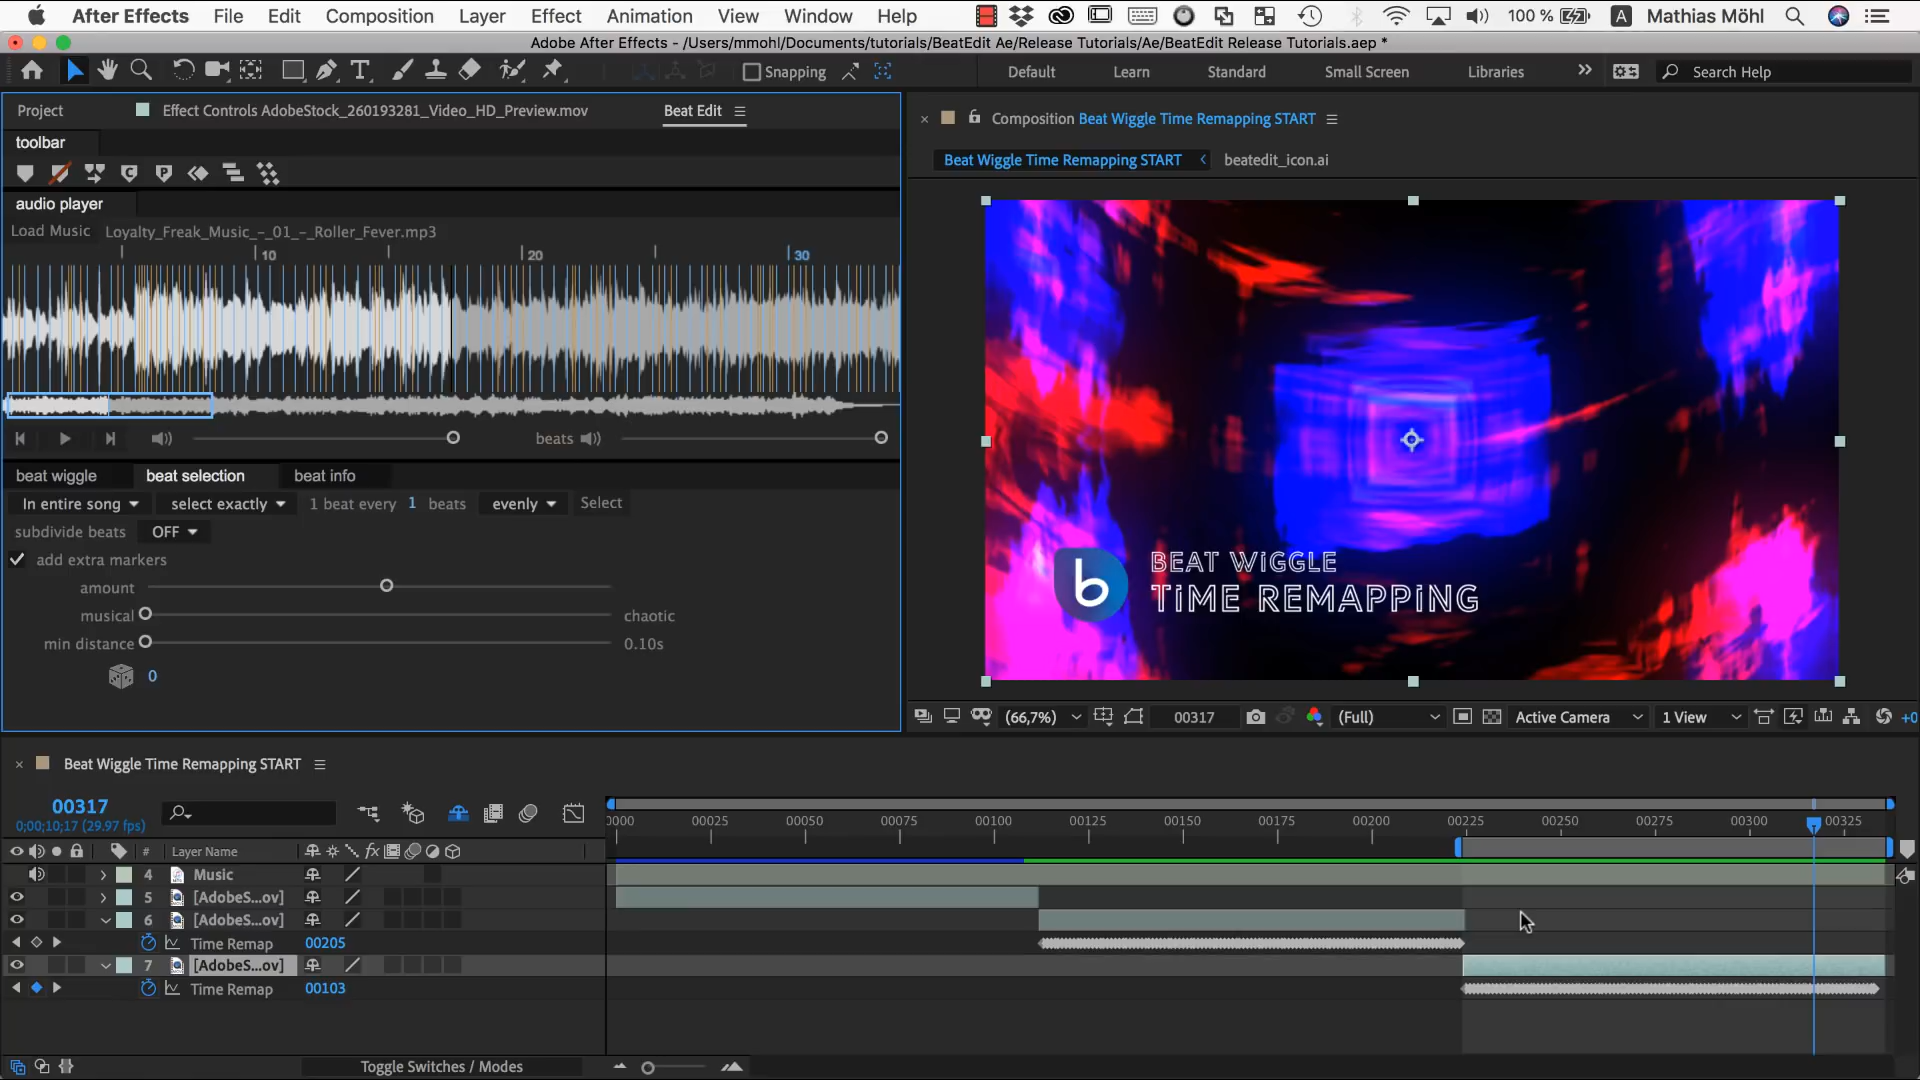 After Effects File Edit Composition Layer Effect Animation View Window Help 100 % A Mathias Möhl
Adobe After Effects - /Users/mmohl/Documents/tutorials/BeatEdit Ae/Release Tutorials/Ae/BeatEdit Release Tutorials.aep *
Snapping Default Learn Standard Small Screen Libraries Search Help
Project Effect Controls AdobeStock_260193281_Video_HD_Preview.mov Beat Edit
Composition Beat Wiggle Time Remapping START
toolbar
Beat Wiggle Time Remapping START beatedit_icon.ai
C P
audio player
Load Music Loyalty_Freak_Music_-_01_-_Roller_Fever.mp3
10 20 30
beats
beat wiggle beat selection beat info
In entire song select exactly 1 beat every 1 beats evenly Select
subdivide beats OFF
add extra markers
amount
musical chaotic
min distance 0.10s
0
b BEAT WIGGLE
TIME REMAPPING
(66,7%) 00317 (Full) Active Camera 1 View +0
Beat Wiggle Time Remapping START
00317
0;00;10;17 (29.97 fps)
0000 00025 00050 00075 00100 00125 00150 00175 00200 00225 00250 00275 00300 00325
# Layer Name fx
4 Music
5 [AdobeS...ov]
6 [AdobeS...ov]
Time Remap 00205
7 [AdobeS...ov]
Time Remap 00103
Toggle Switches / Modes